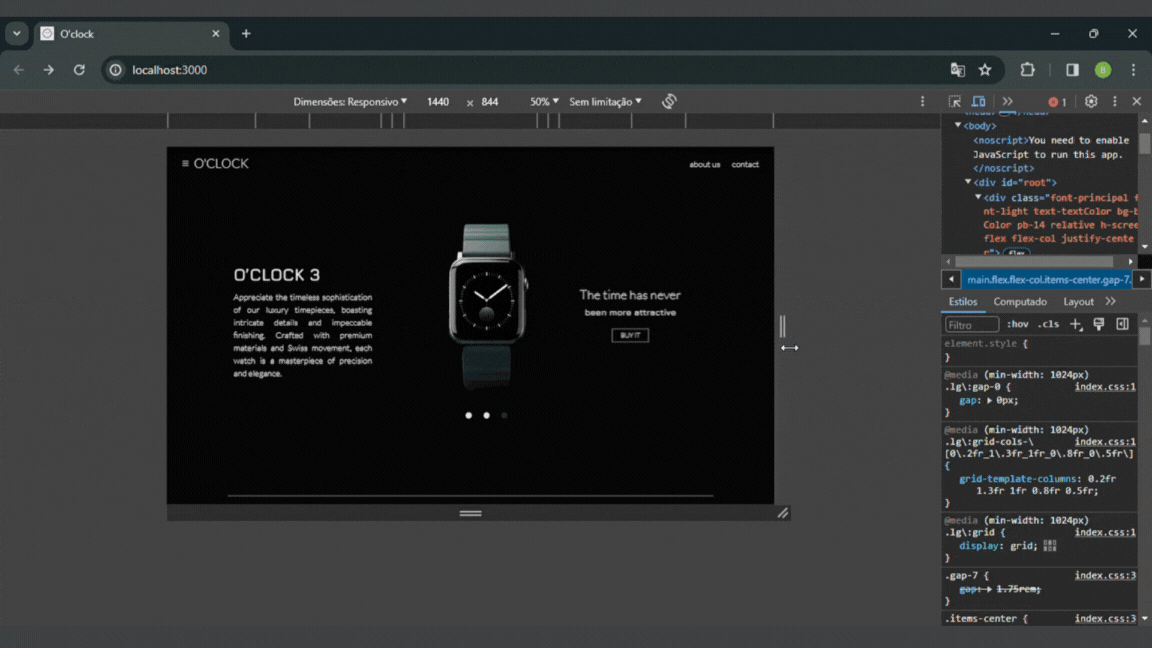 O'clock
localhost:3000
B
Dimensões: Responsivo 1440 x 844 50% Sem limitação
1
<body>
<noscript>You need to enable
JavaScript to run this app.
</noscript>
<div id="root">
<div class="font-principal f
nt-light text-textColor bg-b
Color pb-14 relative h-scree
flex flex-col justify-cente
r"> flex
main.flex.flex-col.items-center.gap-7.
Estilos Computado Layout
Filtro :hov .cls
element.style {
}
@media (min-width: 1024px)
.lg\:gap-0 { index.css:1
gap: 0px;
}
@media (min-width: 1024px)
.lg\:grid-cols-\ index.css:1
[0\.2fr_1\.3fr_1fr_0\.8fr_0\.5fr\]
{
grid-template-columns: 0.2fr
1.3fr 1fr 0.8fr 0.5fr;
}
@media (min-width: 1024px)
.lg\:grid { index.css:1
display: grid;
}
.gap-7 { index.css:3
gap: 1.75rem;
}
.items-center { index.css:3
≡ O'CLOCK
about us contact
O'CLOCK 3
Appreciate the timeless sophistication
of our luxury timepieces, boasting
intricate details and impeccable
finishing. Crafted with premium
materials and Swiss movement, each
watch is a masterpiece of precision
and elegance.
The time has never
been more attractive
BUY IT